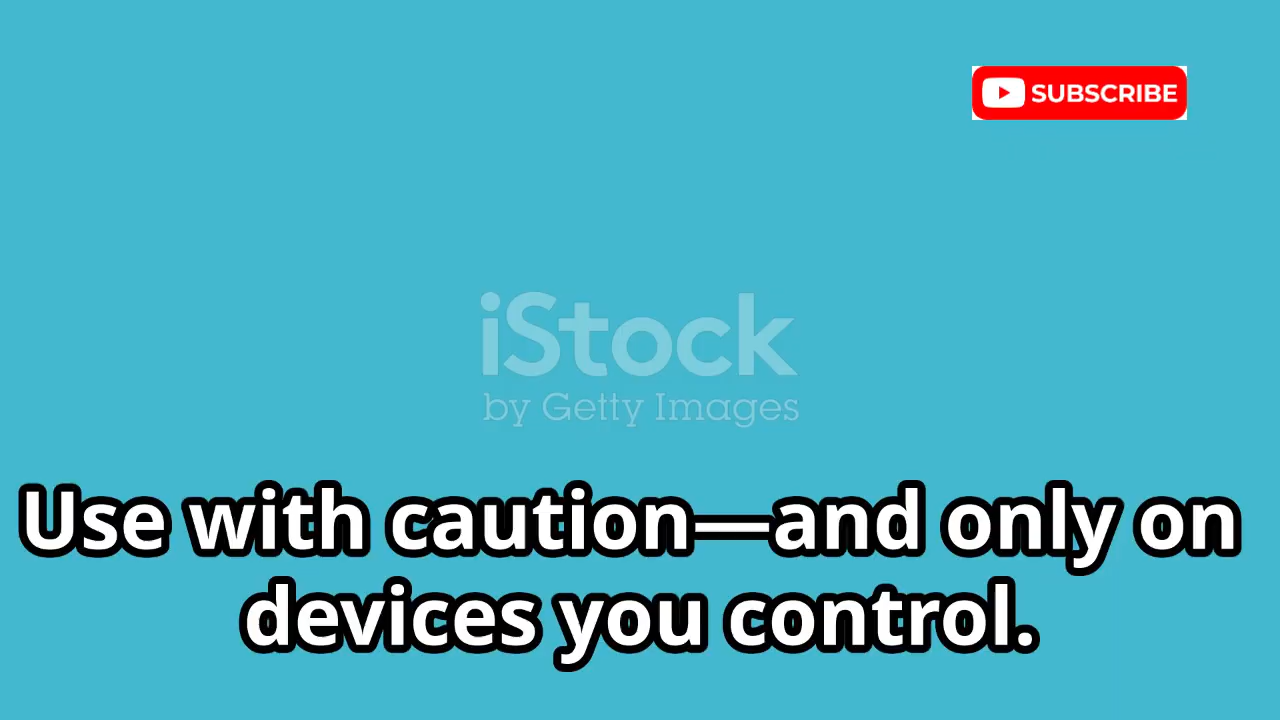 SUBSCRIBE
iStock
by Getty Images
Use with caution—and only on
devices you control.